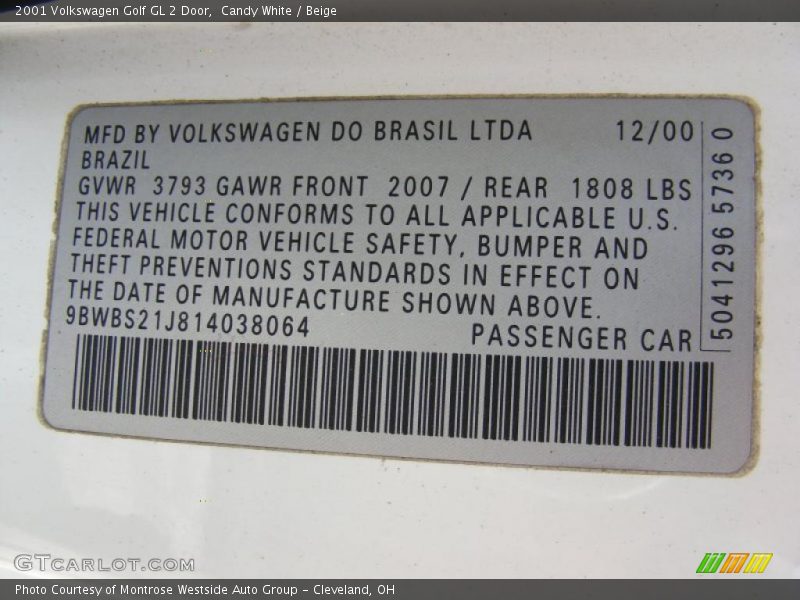 2001 Volkswagen Golf GL 2 Door,  Candy White / Beige
MFD BY VOLKSWAGEN DO BRASIL LTDA 12/00
BRAZIL
GVWR 3793 GAWR FRONT 2007 / REAR 1808 LBS
THIS VEHICLE CONFORMS TO ALL APPLICABLE U.S.
FEDERAL MOTOR VEHICLE SAFETY, BUMPER AND
THEFT PREVENTIONS STANDARDS IN EFFECT ON
THE DATE OF MANUFACTURE SHOWN ABOVE.
9BWBS21J814038064 PASSENGER CAR
5041296 5736 0
GTCARLOT.COM
Photo Courtesy of Montrose Westside Auto Group - Cleveland, OH